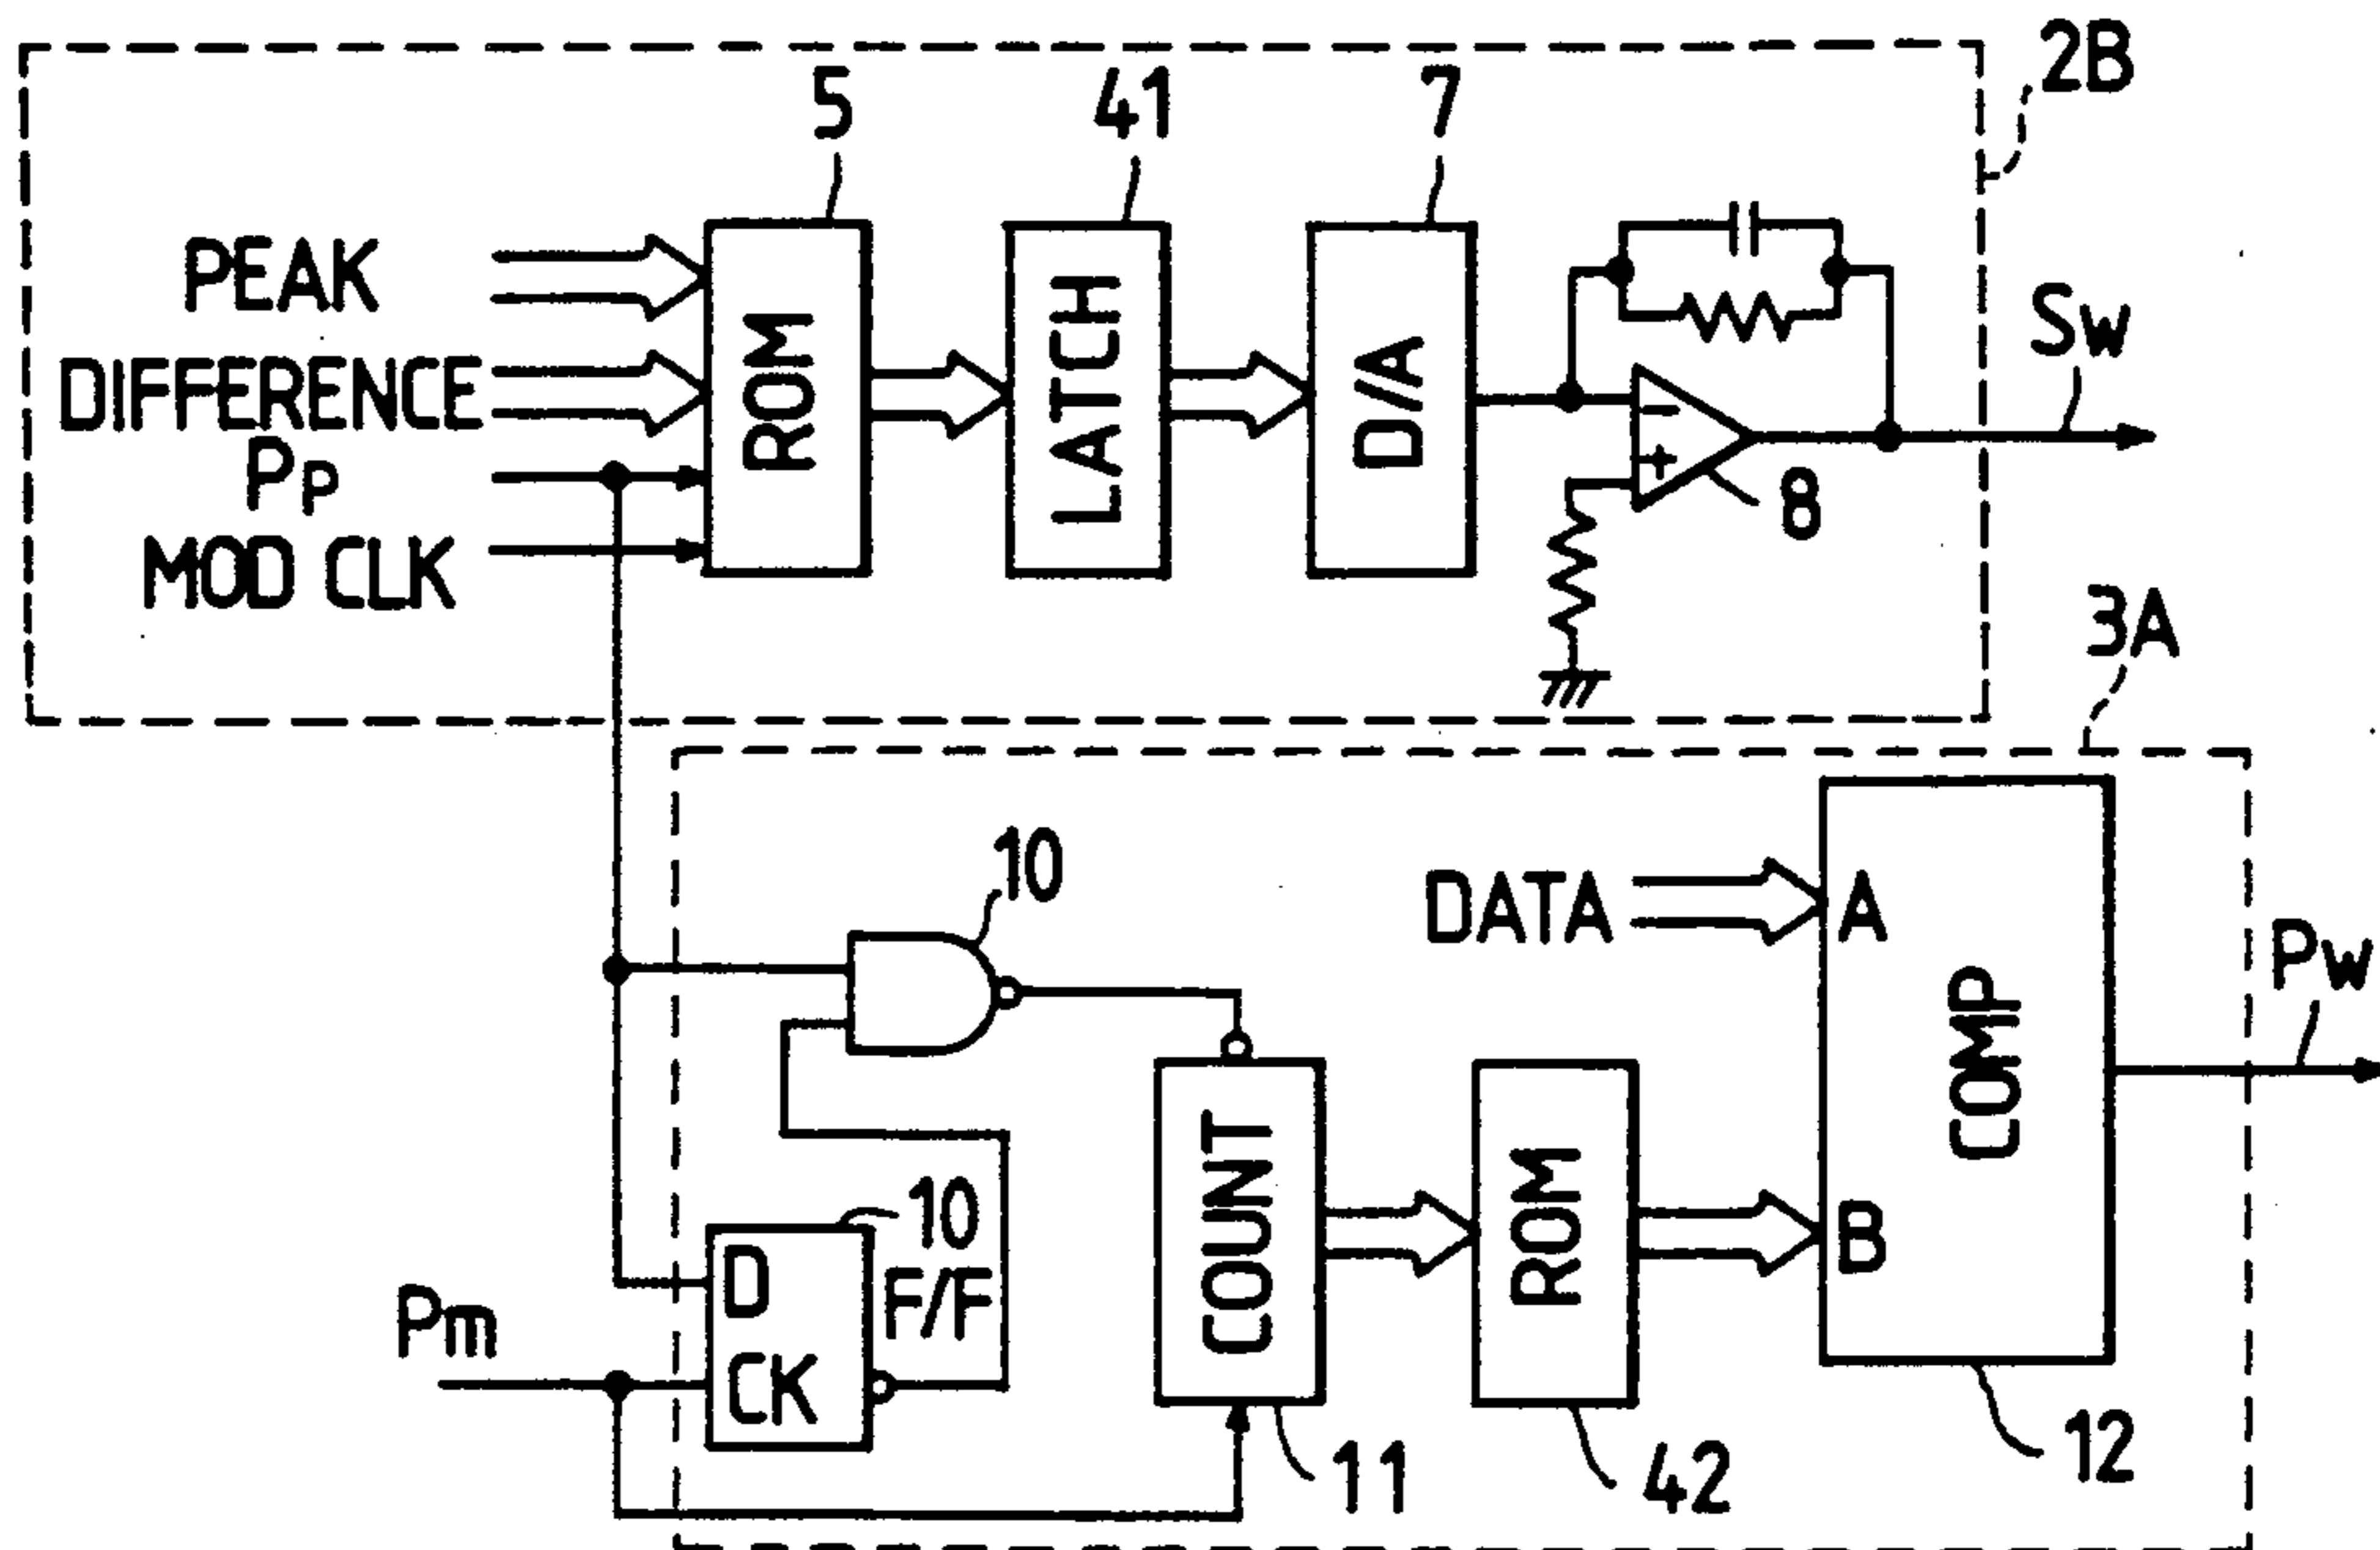 2B
5
41
7
PEAK
DIFFERENCE
PP
MOD CLK
ROM
LATCH
D/A
−
+
8
SW
3A
10
DATA
A
COMP
PW
B
10
F/F
D
CK
Pm
COUNT
ROM
11
42
12